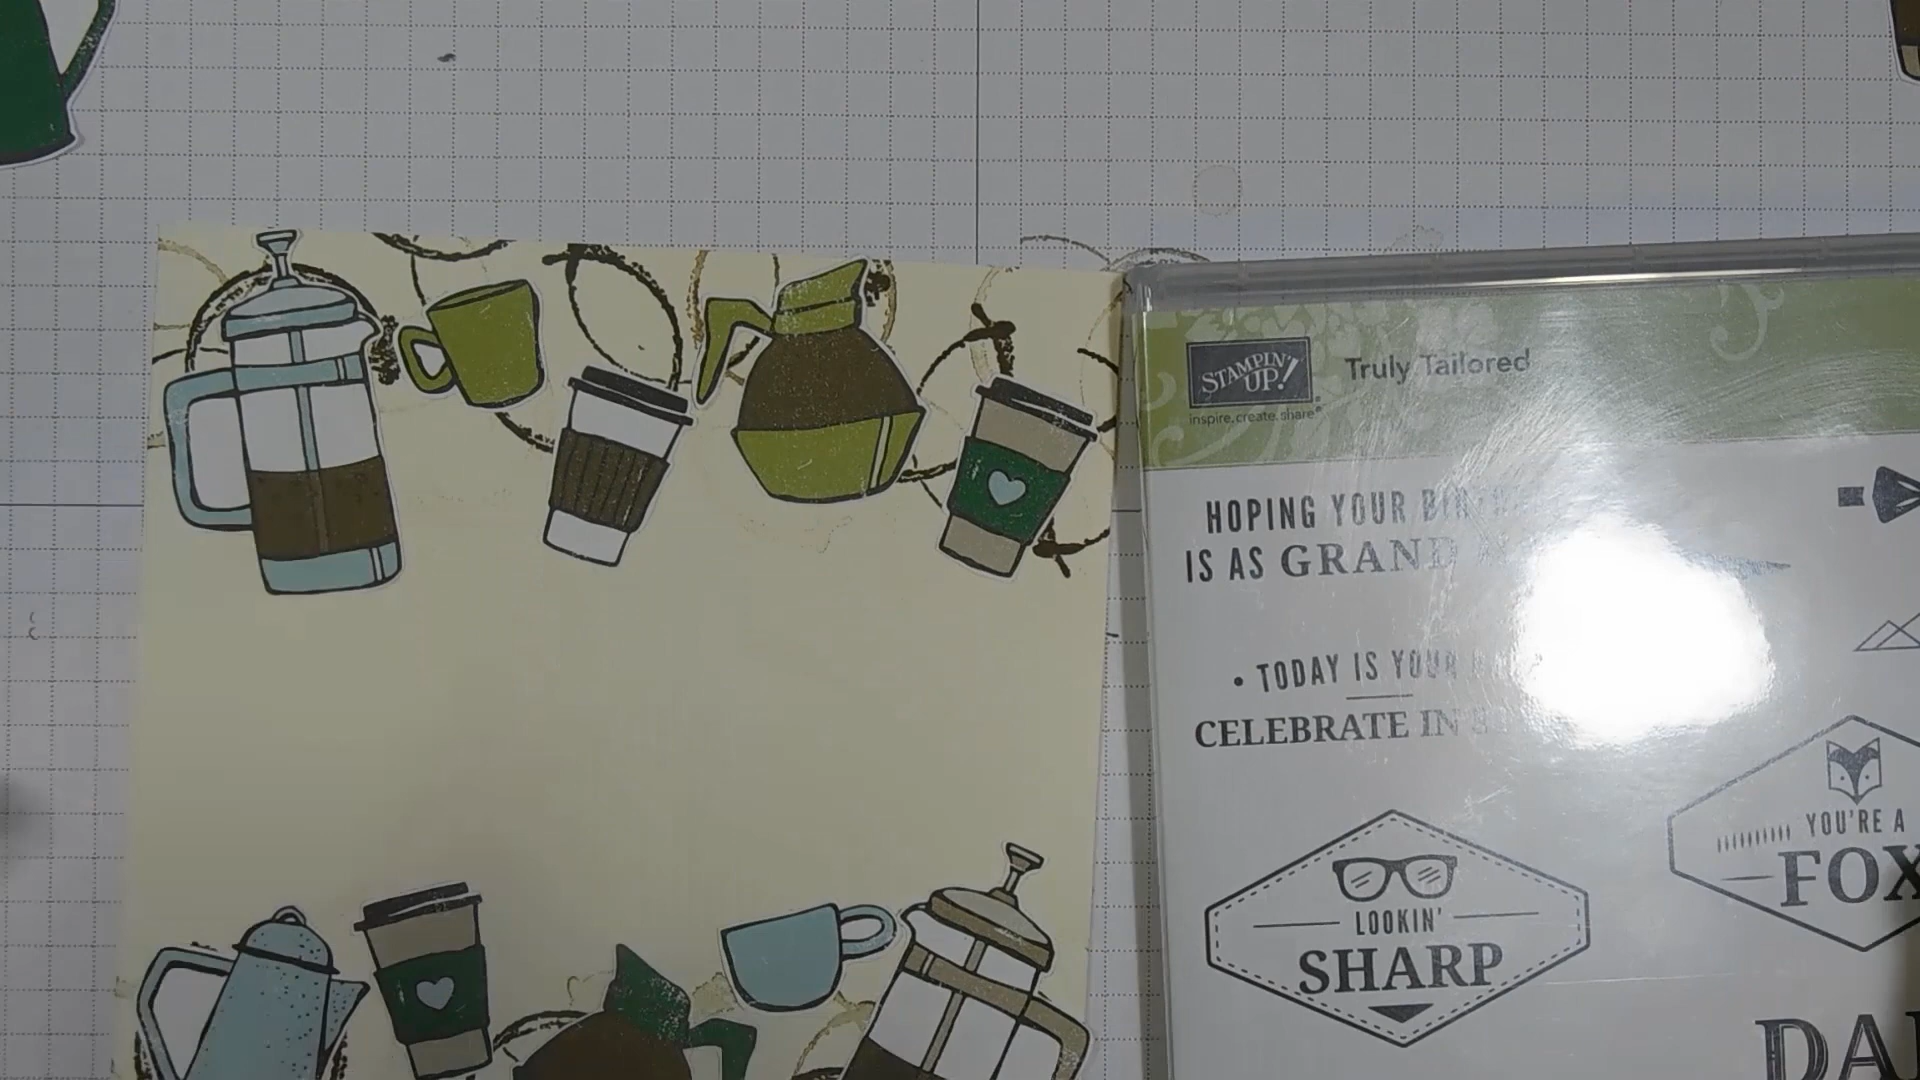 STAMPIN' UP!
inspire.create.share
Truly Tailored
HOPING YOUR
IS AS GRAND
• TODAY IS YOUR
CELEBRATE IN
LOOKIN'
SHARP
YOU'RE A